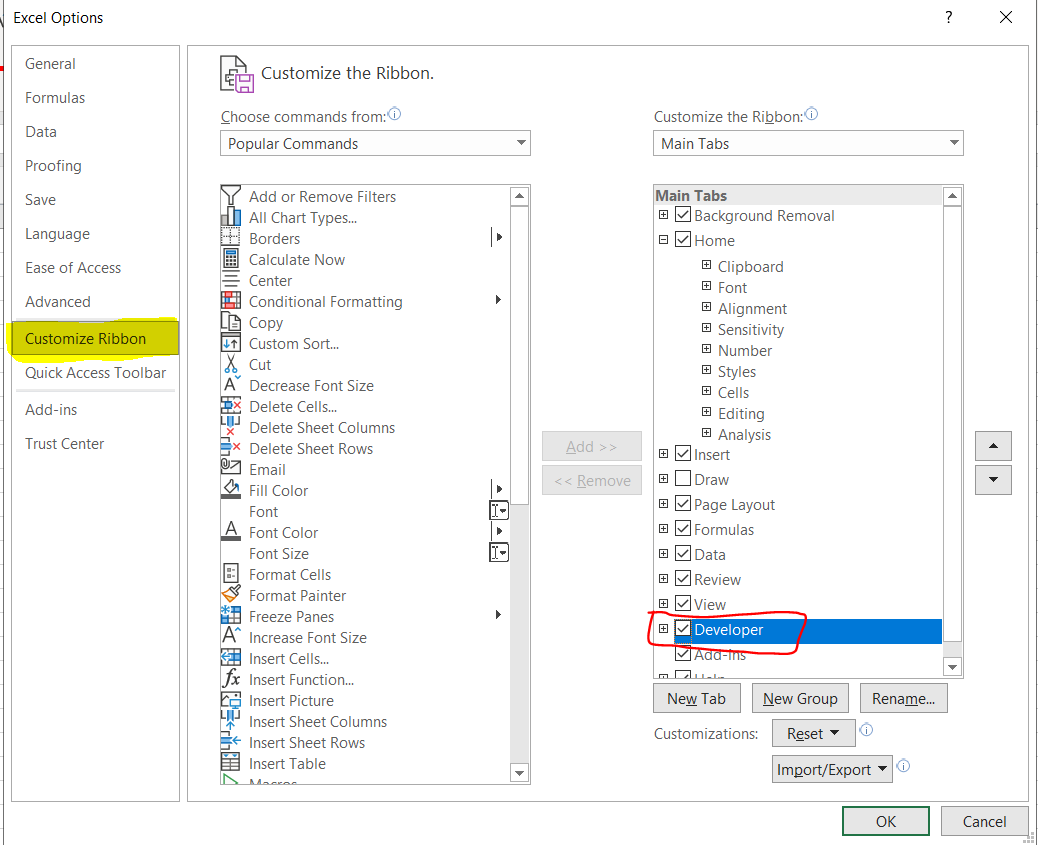 Excel Options
?
General
Formulas
Data
Proofing
Save
Language
Ease of Access
Advanced
Customize Ribbon
Quick Access Toolbar
Add-ins
Trust Center
Customize the Ribbon.
Choose commands from:
Popular Commands
Add or Remove Filters
All Chart Types...
Borders
Calculate Now
Center
Conditional Formatting
Copy
Custom Sort...
Cut
Decrease Font Size
Delete Cells...
Delete Sheet Columns
Delete Sheet Rows
Email
Fill Color
Font
Font Color
Font Size
Format Cells
Format Painter
Freeze Panes
Increase Font Size
Insert Cells...
Insert Function...
Insert Picture
Insert Sheet Columns
Insert Sheet Rows
Insert Table
Macros
Add >>
<< Remove
Customize the Ribbon:
Main Tabs
Main Tabs
Background Removal
Home
Clipboard
Font
Alignment
Sensitivity
Number
Styles
Cells
Editing
Analysis
Insert
Draw
Page Layout
Formulas
Data
Review
View
Developer
Add-ins
Help
New Tab
New Group
Rename...
Customizations:
Reset
Import/Export
OK
Cancel